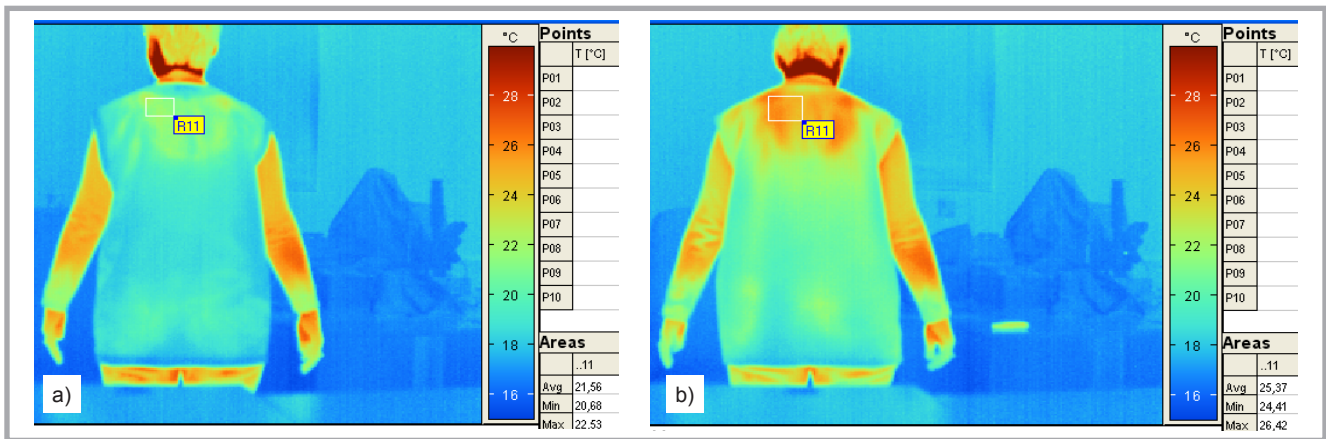 °C
28
26
24
22
20
18
16
R11
a)
Points
T [°C]
P01
P02
P03
P04
P05
P06
P07
P08
P09
P10
Areas
..11
Avg 21,56
Min 20,68
Max 22.53
°C
28
26
24
22
20
18
16
R11
b)
Points
T [°C]
P01
P02
P03
P04
P05
P06
P07
P08
P09
P10
Areas
..11
Avg 25,37
Min 24,41
Max 26,42